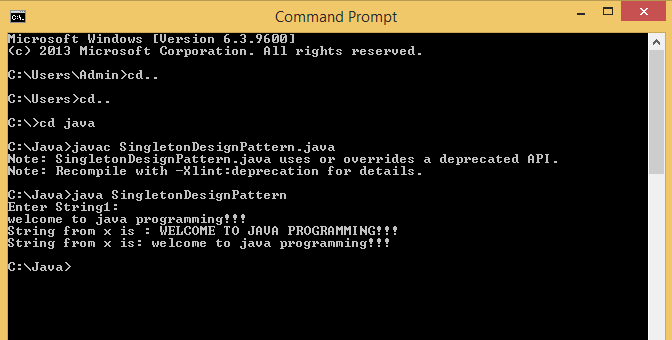 Command Prompt
Microsoft Windows [Version 6.3.9600]
(c) 2013 Microsoft Corporation. All rights reserved.
C:\Users\Admin>cd..
C:\Users>cd..
C:\>cd java
C:\Java>javac SingletonDesignPattern.java
Note: SingletonDesignPattern.java uses or overrides a deprecated API.
Note: Recompile with -Xlint:deprecation for details.
C:\Java>java SingletonDesignPattern
Enter String1:
welcome to java programming!!!
String from x is : WELCOME TO JAVA PROGRAMMING!!!
String from x is: welcome to java programming!!!
C:\Java>